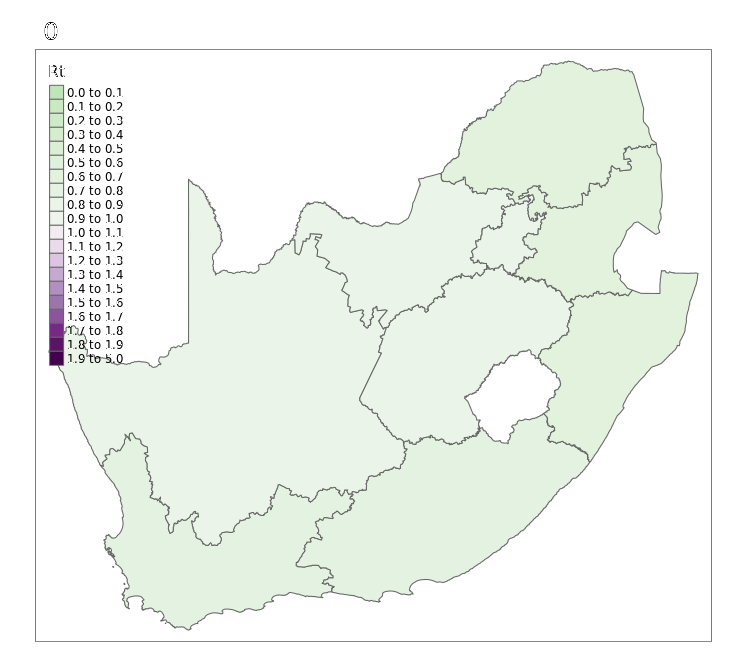 0
Rt
0.0 to 0.1
0.1 to 0.2
0.2 to 0.3
0.3 to 0.4
0.4 to 0.5
0.5 to 0.6
0.6 to 0.7
0.7 to 0.8
0.8 to 0.9
0.9 to 1.0
1.0 to 1.1
1.1 to 1.2
1.2 to 1.3
1.3 to 1.4
1.4 to 1.5
1.5 to 1.6
1.6 to 1.7
1.7 to 1.8
1.8 to 1.9
1.9 to 5.0